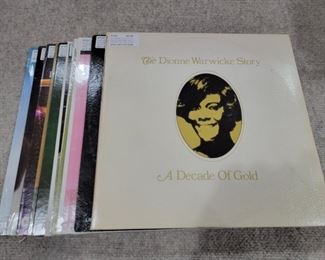 The Dionne Warwicke Story
A Decade Of Gold